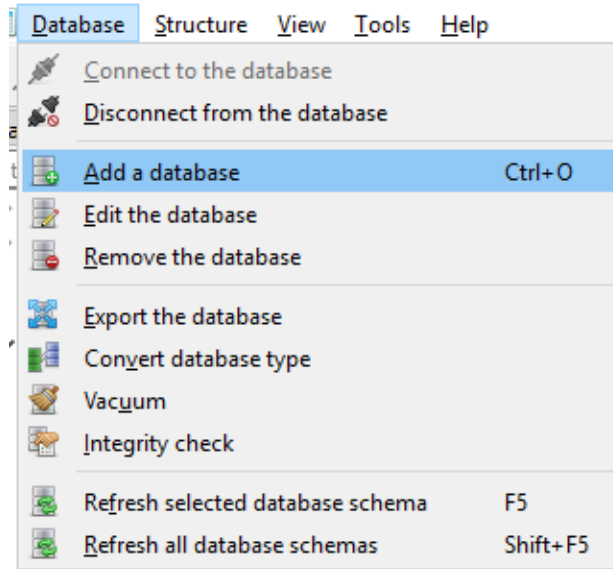 Database Structure View Tools Help
Connect to the database
Disconnect from the database
Add a database Ctrl+O
Edit the database
Remove the database
Export the database
Convert database type
Vacuum
Integrity check
Refresh selected database schema F5
Refresh all database schemas Shift+F5